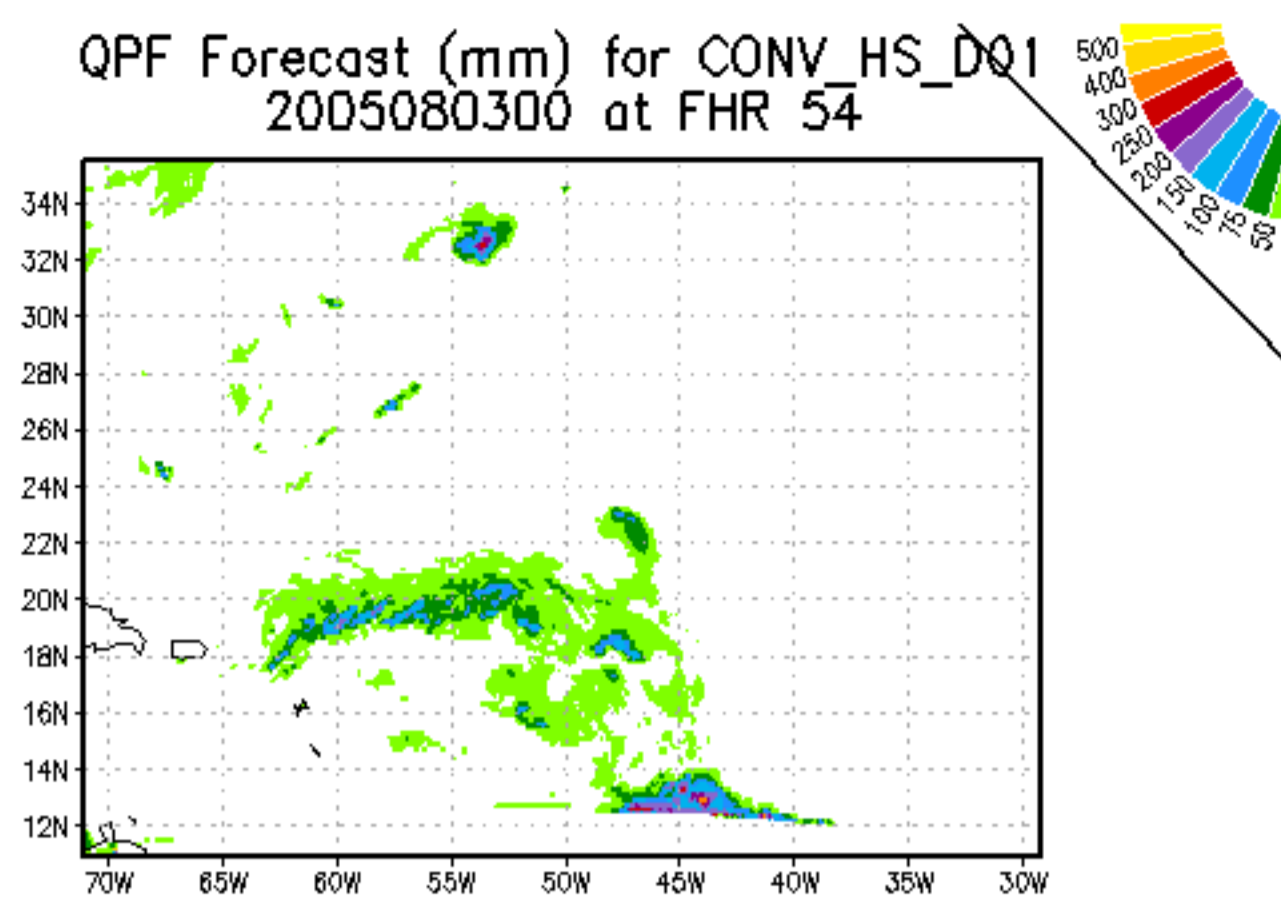 QPF Forecast (mm) for CONV_HS_D01
2005080300 at FHR 54
500
400
300
250
200
150
100
75
50
34N
32N
30N
28N
26N
24N
22N
20N
18N
16N
14N
12N
70W 65W 60W 55W 50W 45W 40W 35W 30W